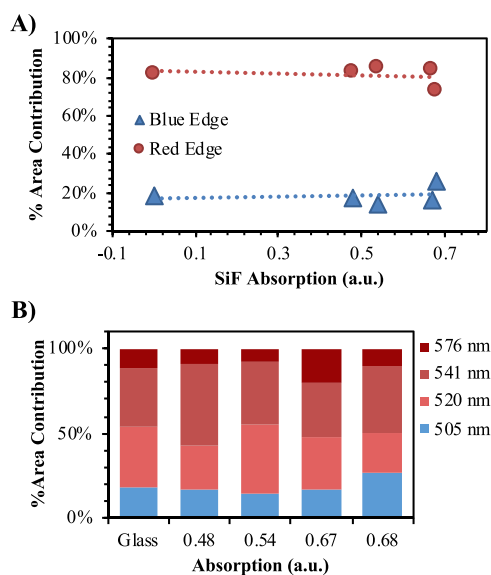 A)
100%
80%
60%
40%
20%
0%
% Area Contribution
Blue Edge
Red Edge
-0.1 0.1 0.3 0.5 0.7
SiF Absorption (a.u.)
B)
100%
50%
0%
%Area Contribution
576 nm
541 nm
520 nm
505 nm
Glass 0.48 0.54 0.67 0.68
Absorption (a.u.)